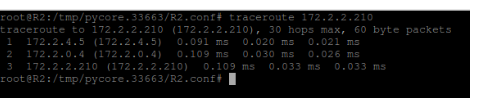 root@R2:/tmp/pycore.33663/R2.conf# traceroute 172.2.2.210
traceroute to 172.2.2.210 (172.2.2.210), 30 hops max, 60 byte packets
 1  172.2.4.5 (172.2.4.5)  0.091 ms  0.020 ms  0.021 ms
 2  172.2.0.4 (172.2.0.4)  0.109 ms  0.030 ms  0.026 ms
 3  172.2.2.210 (172.2.2.210)  0.109 ms  0.033 ms  0.033 ms
root@R2:/tmp/pycore.33663/R2.conf#